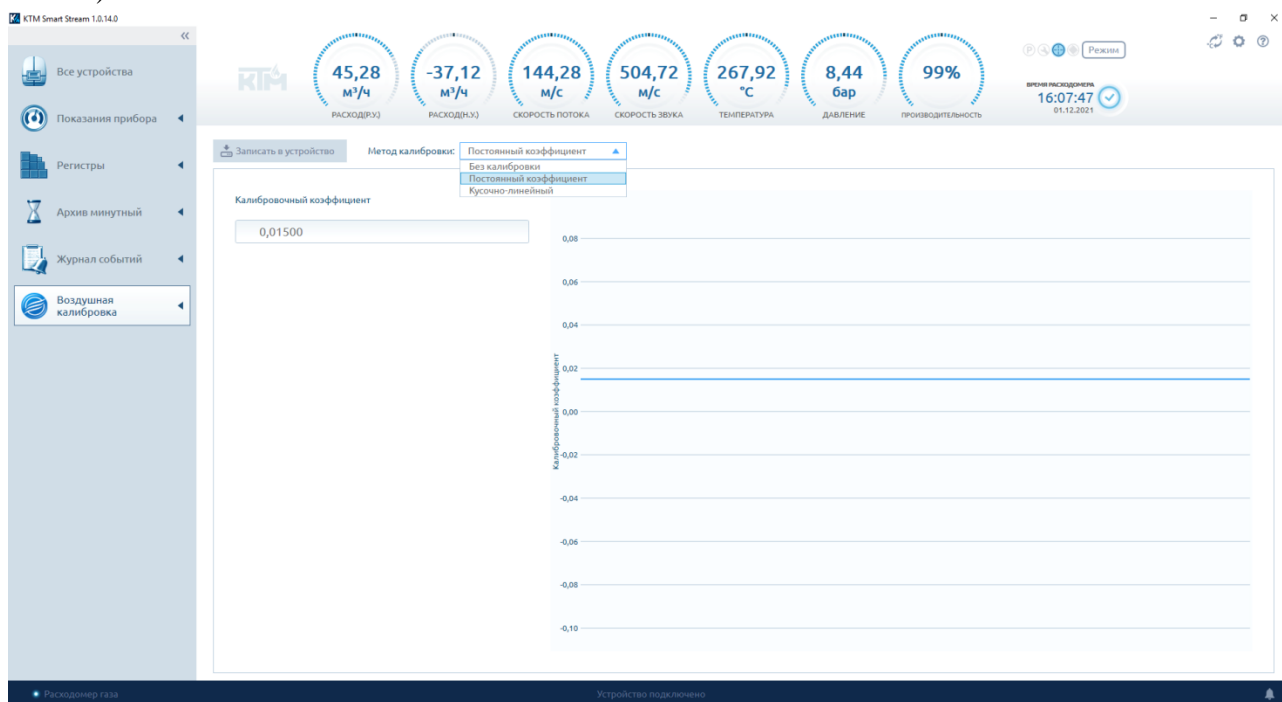 KTM Smart Stream 1.0.14.0
Все устройства
Показания прибора
Регистры
Архив минутный
Журнал событий
Воздушная
калибровка
КТМ
45,28
м³/ч
РАСХОД(Р.У.)
-37,12
м³/ч
РАСХОД(Н.У.)
144,28
м/с
СКОРОСТЬ ПОТОКА
504,72
м/с
СКОРОСТЬ ЗВУКА
267,92
°C
ТЕМПЕРАТУРА
8,44
бар
ДАВЛЕНИЕ
99%
ПРОИЗВОДИТЕЛЬНОСТЬ
Р Режим
ВРЕМЯ РАСХОДОМЕРА
16:07:47
01.12.2021
Записать в устройство Метод калибровки: Постоянный коэффициент
Без калибровки
Постоянный коэффициент
Кусочно-линейный
Калибровочный коэффициент
0,01500
Калибровочный коэффициент
0,08
0,06
0,04
0,02
0,00
-0,02
-0,04
-0,06
-0,08
-0,10
Расходомер газа Устройство подключено